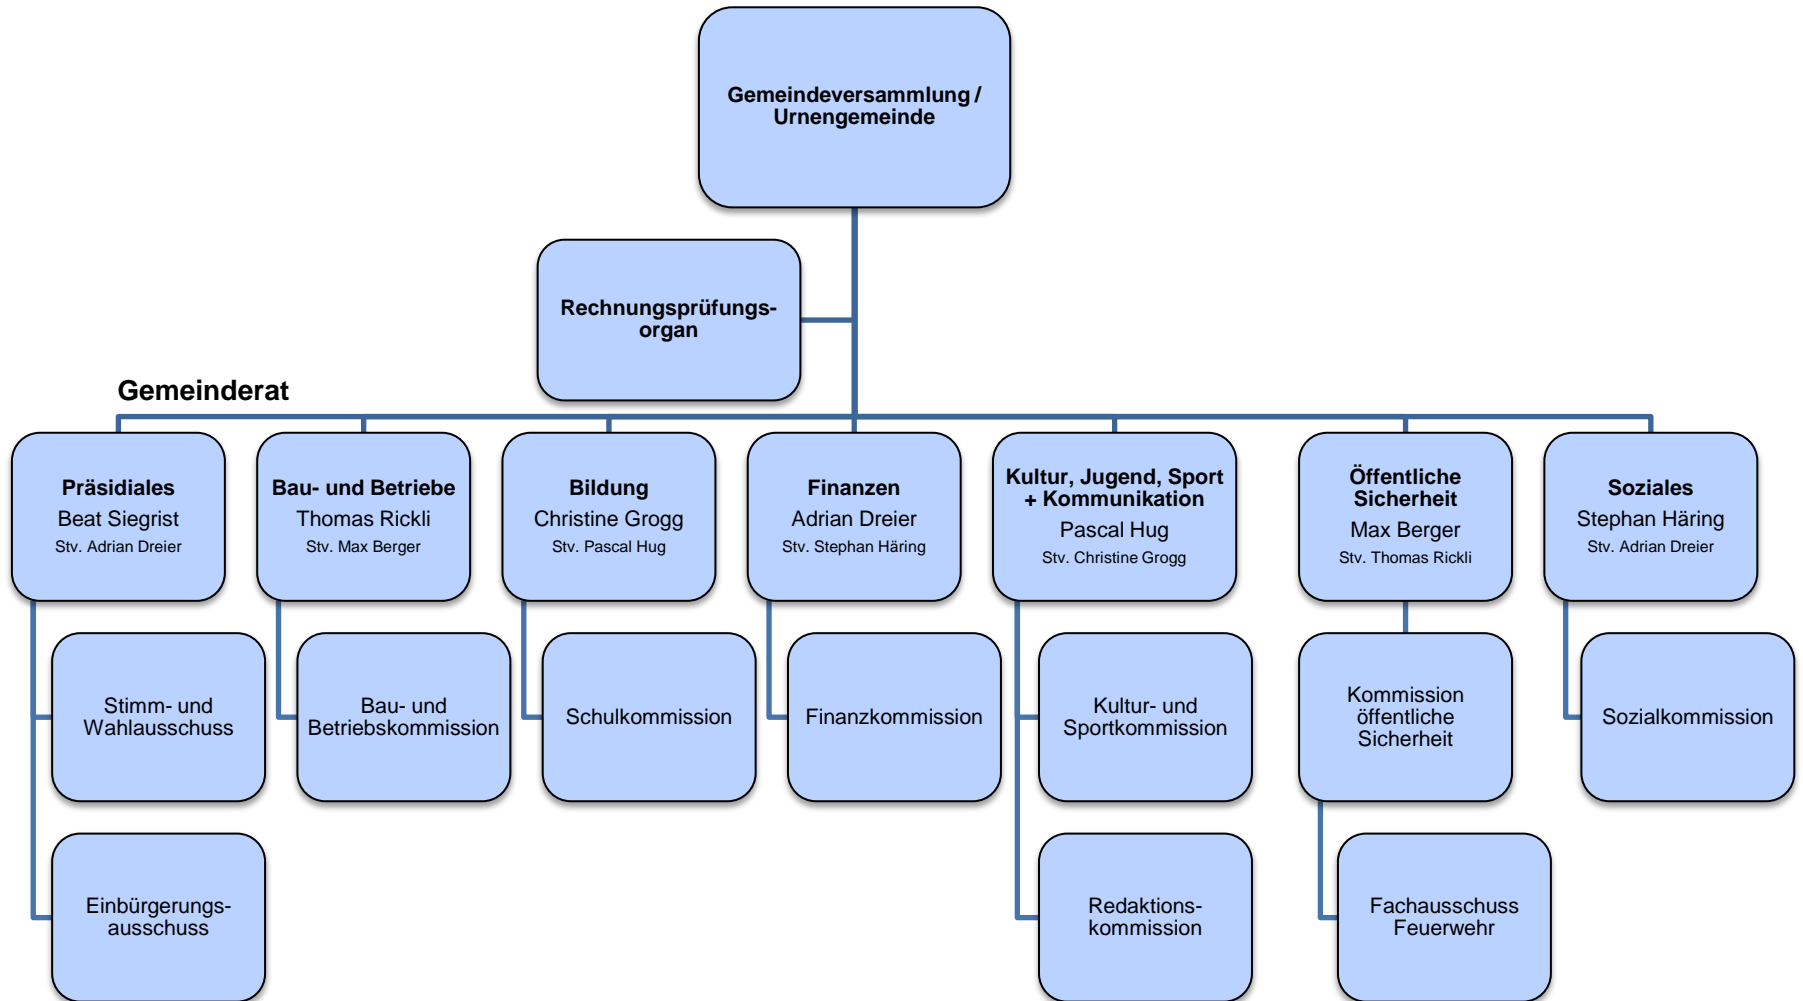 Gemeindeversammlung /
Urnengemeinde
Rechnungsprüfungs-
organ
Gemeinderat
Präsidiales
Beat Siegrist
Stv. Adrian Dreier
Bau- und Betriebe
Thomas Rickli
Stv. Max Berger
Bildung
Christine Grogg
Stv. Pascal Hug
Finanzen
Adrian Dreier
Stv. Stephan Häring
Kultur, Jugend, Sport
+ Kommunikation
Pascal Hug
Stv. Christine Grogg
Öffentliche
Sicherheit
Max Berger
Stv. Thomas Rickli
Soziales
Stephan Häring
Stv. Adrian Dreier
Stimm- und
Wahlausschuss
Bau- und
Betriebskommission
Schulkommission
Finanzkommission
Kultur- und
Sportkommission
Kommission
öffentliche
Sicherheit
Sozialkommission
Einbürgerungs-
ausschuss
Redaktions-
kommission
Fachausschuss
Feuerwehr